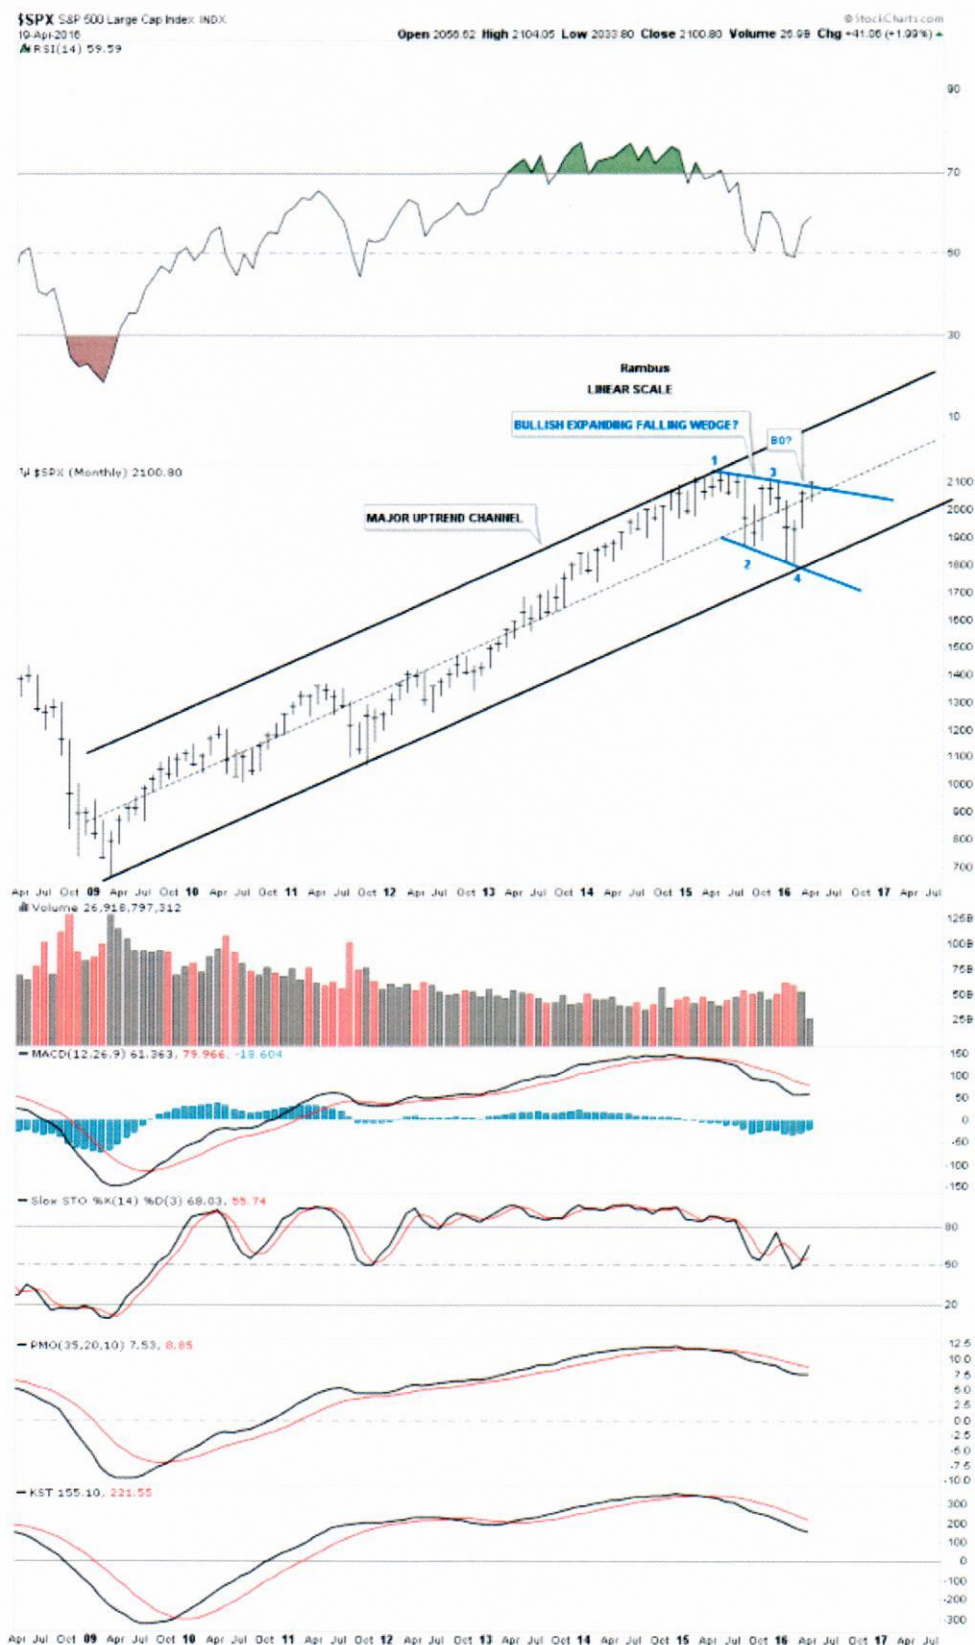 $SPX S&P 500 Large Cap Index INDX
© StockCharts.com
19-Apr-2016
Open 2056.62 High 2104.05 Low 2033.80 Close 2100.80 Volume 26.9B Chg +41.06 (+1.99%)
RSI(14) 59.59
90
70
50
30
10
Rambus
LINEAR SCALE
BULLISH EXPANDING FALLING WEDGE?
BO?
$SPX (Monthly) 2100.80
1
3
MAJOR UPTREND CHANNEL
2
4
2100
2000
1900
1800
1700
1600
1500
1400
1300
1200
1100
1000
900
800
700
Apr Jul Oct 09 Apr Jul Oct 10 Apr Jul Oct 11 Apr Jul Oct 12 Apr Jul Oct 13 Apr Jul Oct 14 Apr Jul Oct 15 Apr Jul Oct 16 Apr Jul Oct 17 Apr Jul
Volume 26,918,797,312
125B
100B
75B
50B
25B
MACD(12,26,9) 61.363, 79.966, -18.604
150
100
50
0
-50
-100
-150
Slow STO %K(14) %D(3) 68.03, 55.74
80
50
20
PMO(35,20,10) 7.53, 8.85
12.5
10.0
7.5
5.0
2.5
0.0
-2.5
-5.0
-7.5
-10.0
KST 155.10, 221.55
300
200
100
0
-100
-200
-300
Apr Jul Oct 09 Apr Jul Oct 10 Apr Jul Oct 11 Apr Jul Oct 12 Apr Jul Oct 13 Apr Jul Oct 14 Apr Jul Oct 15 Apr Jul Oct 16 Apr Jul Oct 17 Apr Jul